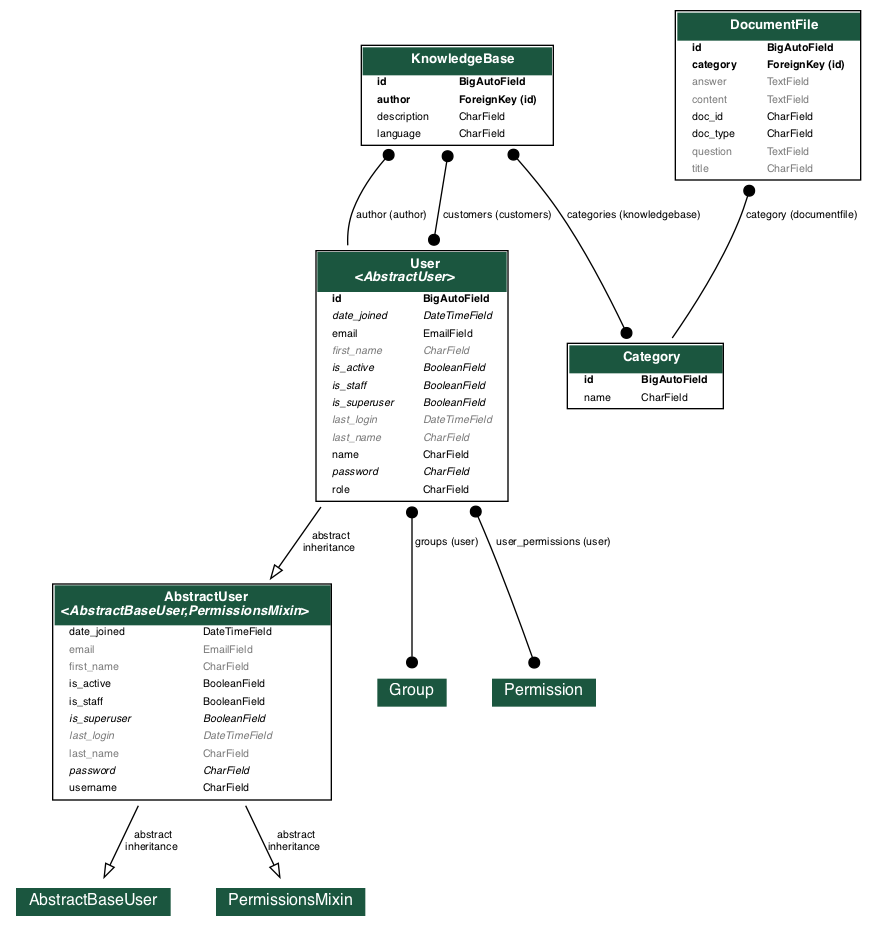 DocumentFile
id BigAutoField
category ForeignKey (id)
answer TextField
content TextField
doc_id CharField
doc_type CharField
question TextField
title CharField
KnowledgeBase
id BigAutoField
author ForeignKey (id)
description CharField
language CharField
author (author)
customers (customers)
categories (knowledgebase)
category (documentfile)
User
<AbstractUser>
id BigAutoField
date_joined DateTimeField
email EmailField
first_name CharField
is_active BooleanField
is_staff BooleanField
is_superuser BooleanField
last_login DateTimeField
last_name CharField
name CharField
password CharField
role CharField
Category
id BigAutoField
name CharField
abstract
inheritance
groups (user)
user_permissions (user)
AbstractUser
<AbstractBaseUser,PermissionsMixin>
date_joined DateTimeField
email EmailField
first_name CharField
is_active BooleanField
is_staff BooleanField
is_superuser BooleanField
last_login DateTimeField
last_name CharField
password CharField
username CharField
Group
Permission
abstract
inheritance
abstract
inheritance
AbstractBaseUser
PermissionsMixin